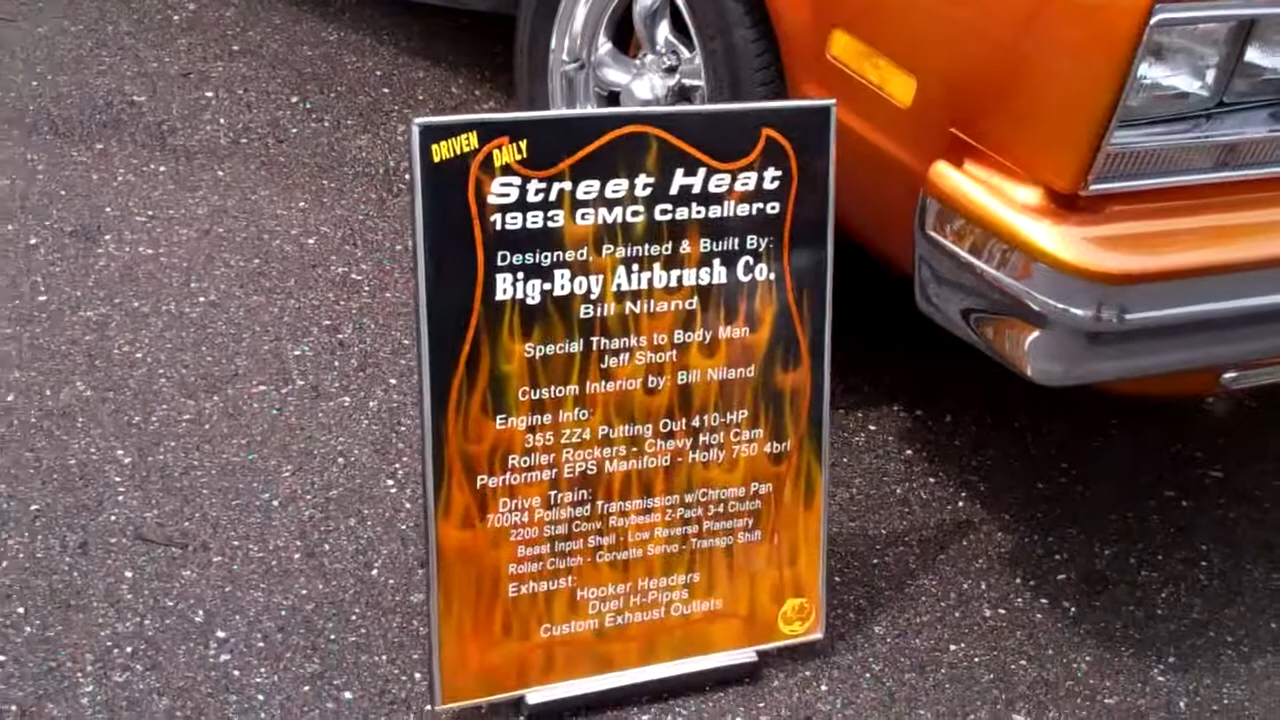 DRIVEN DAILY
Street Heat
1983 GMC Caballero
Designed, Painted & Built By:
Big-Boy Airbrush Co.
Bill Niland
Special Thanks to Body Man
Jeff Short
Custom Interior by: Bill Niland
Engine Info:
355 ZZ4 Putting Out 410-HP
Roller Rockers - Chevy Hot Cam
Performer EPS Manifold - Holly 750 4brl
Drive Train:
700R4 Polished Transmission w/Chrome Pan
2200 Stall Conv. Raybesto Z-Pack 3-4 Clutch
Beast Input Shell - Low Reverse Planetary
Roller Clutch - Corvette Servo - Transgo Shift
Exhaust:
Hooker Headers
Duel H-Pipes
Custom Exhaust Outlets